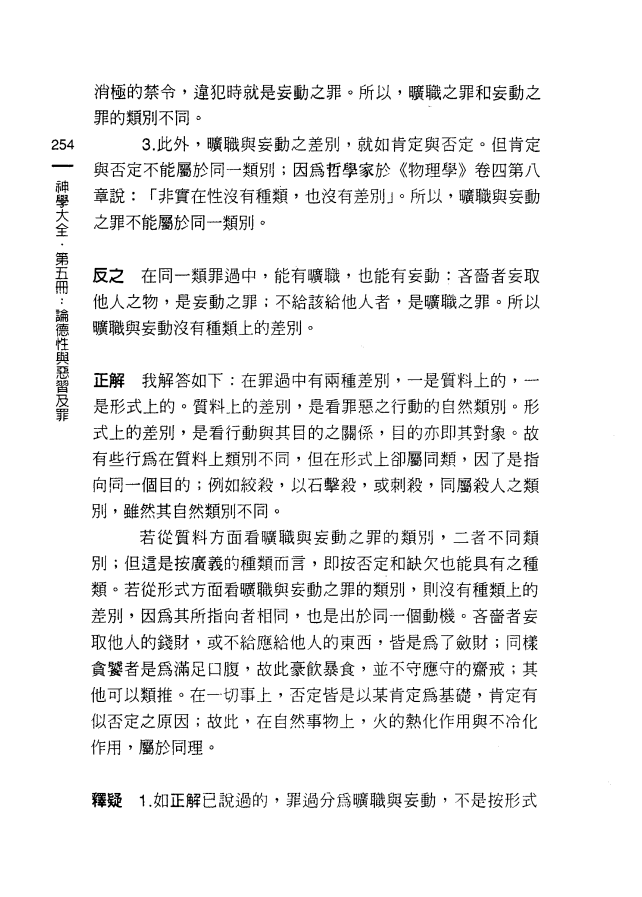 消極的禁令，違犯時就是妄動之罪。所以，曠職之罪和妄動之
罪的類別不同。
3.此外，曠職與妄動之差別，就如肯定與否定。但肯定
與否定不能屬於同一類別；因爲哲學家於《物理學》卷四第八
章說：「非實在性沒有種類，也沒有差別」。所以，曠職與妄動
之罪不能屬於同一類別。
反之　在同一類罪過中，能有曠職，也能有妄動：吝嗇者妄取
他人之物，是妄動之罪；不給該給他人者，是曠職之罪。所以
曠職與妄動沒有種類上的差別。
正解　我解答如下：在罪過中有兩種差別，一是質料上的，一
是形式上的。質料上的差別，是看罪惡之行動的自然類別。形
式上的差別，是看行動與其目的之關係，目的亦即其對象。故
有些行爲在質料上類別不同，但在形式上卻屬同類，因了是指
向同一個目的；例如絞殺，以石擊殺，或刺殺，同屬殺人之類
別，雖然其自然類別不同。
若從質料方面看曠職與妄動之罪的類別，二者不同類
別；但這是按廣義的種類而言，即按否定和缺欠也能具有之種
類。若從形式方面看曠職與妄動之罪的類別，則沒有種類上的
差別，因爲其所指向者相同，也是出於同一個動機。吝嗇者妄
取他人的錢財，或不給應給他人的東西，皆是爲了斂財；同樣
貪饕者是爲滿足口腹，故此豪飲暴食，並不守應守的齋戒；其
他可以類推。在一切事上，否定皆是以某肯定爲基礎，肯定有
似否定之原因；故此，在自然事物上，火的熱化作用與不冷化
作用，屬於同理。
釋疑　1.如正解已說過的，罪過分爲曠職與妄動，不是按形式
254
神學大全．第五冊：論德性與惡習及罪